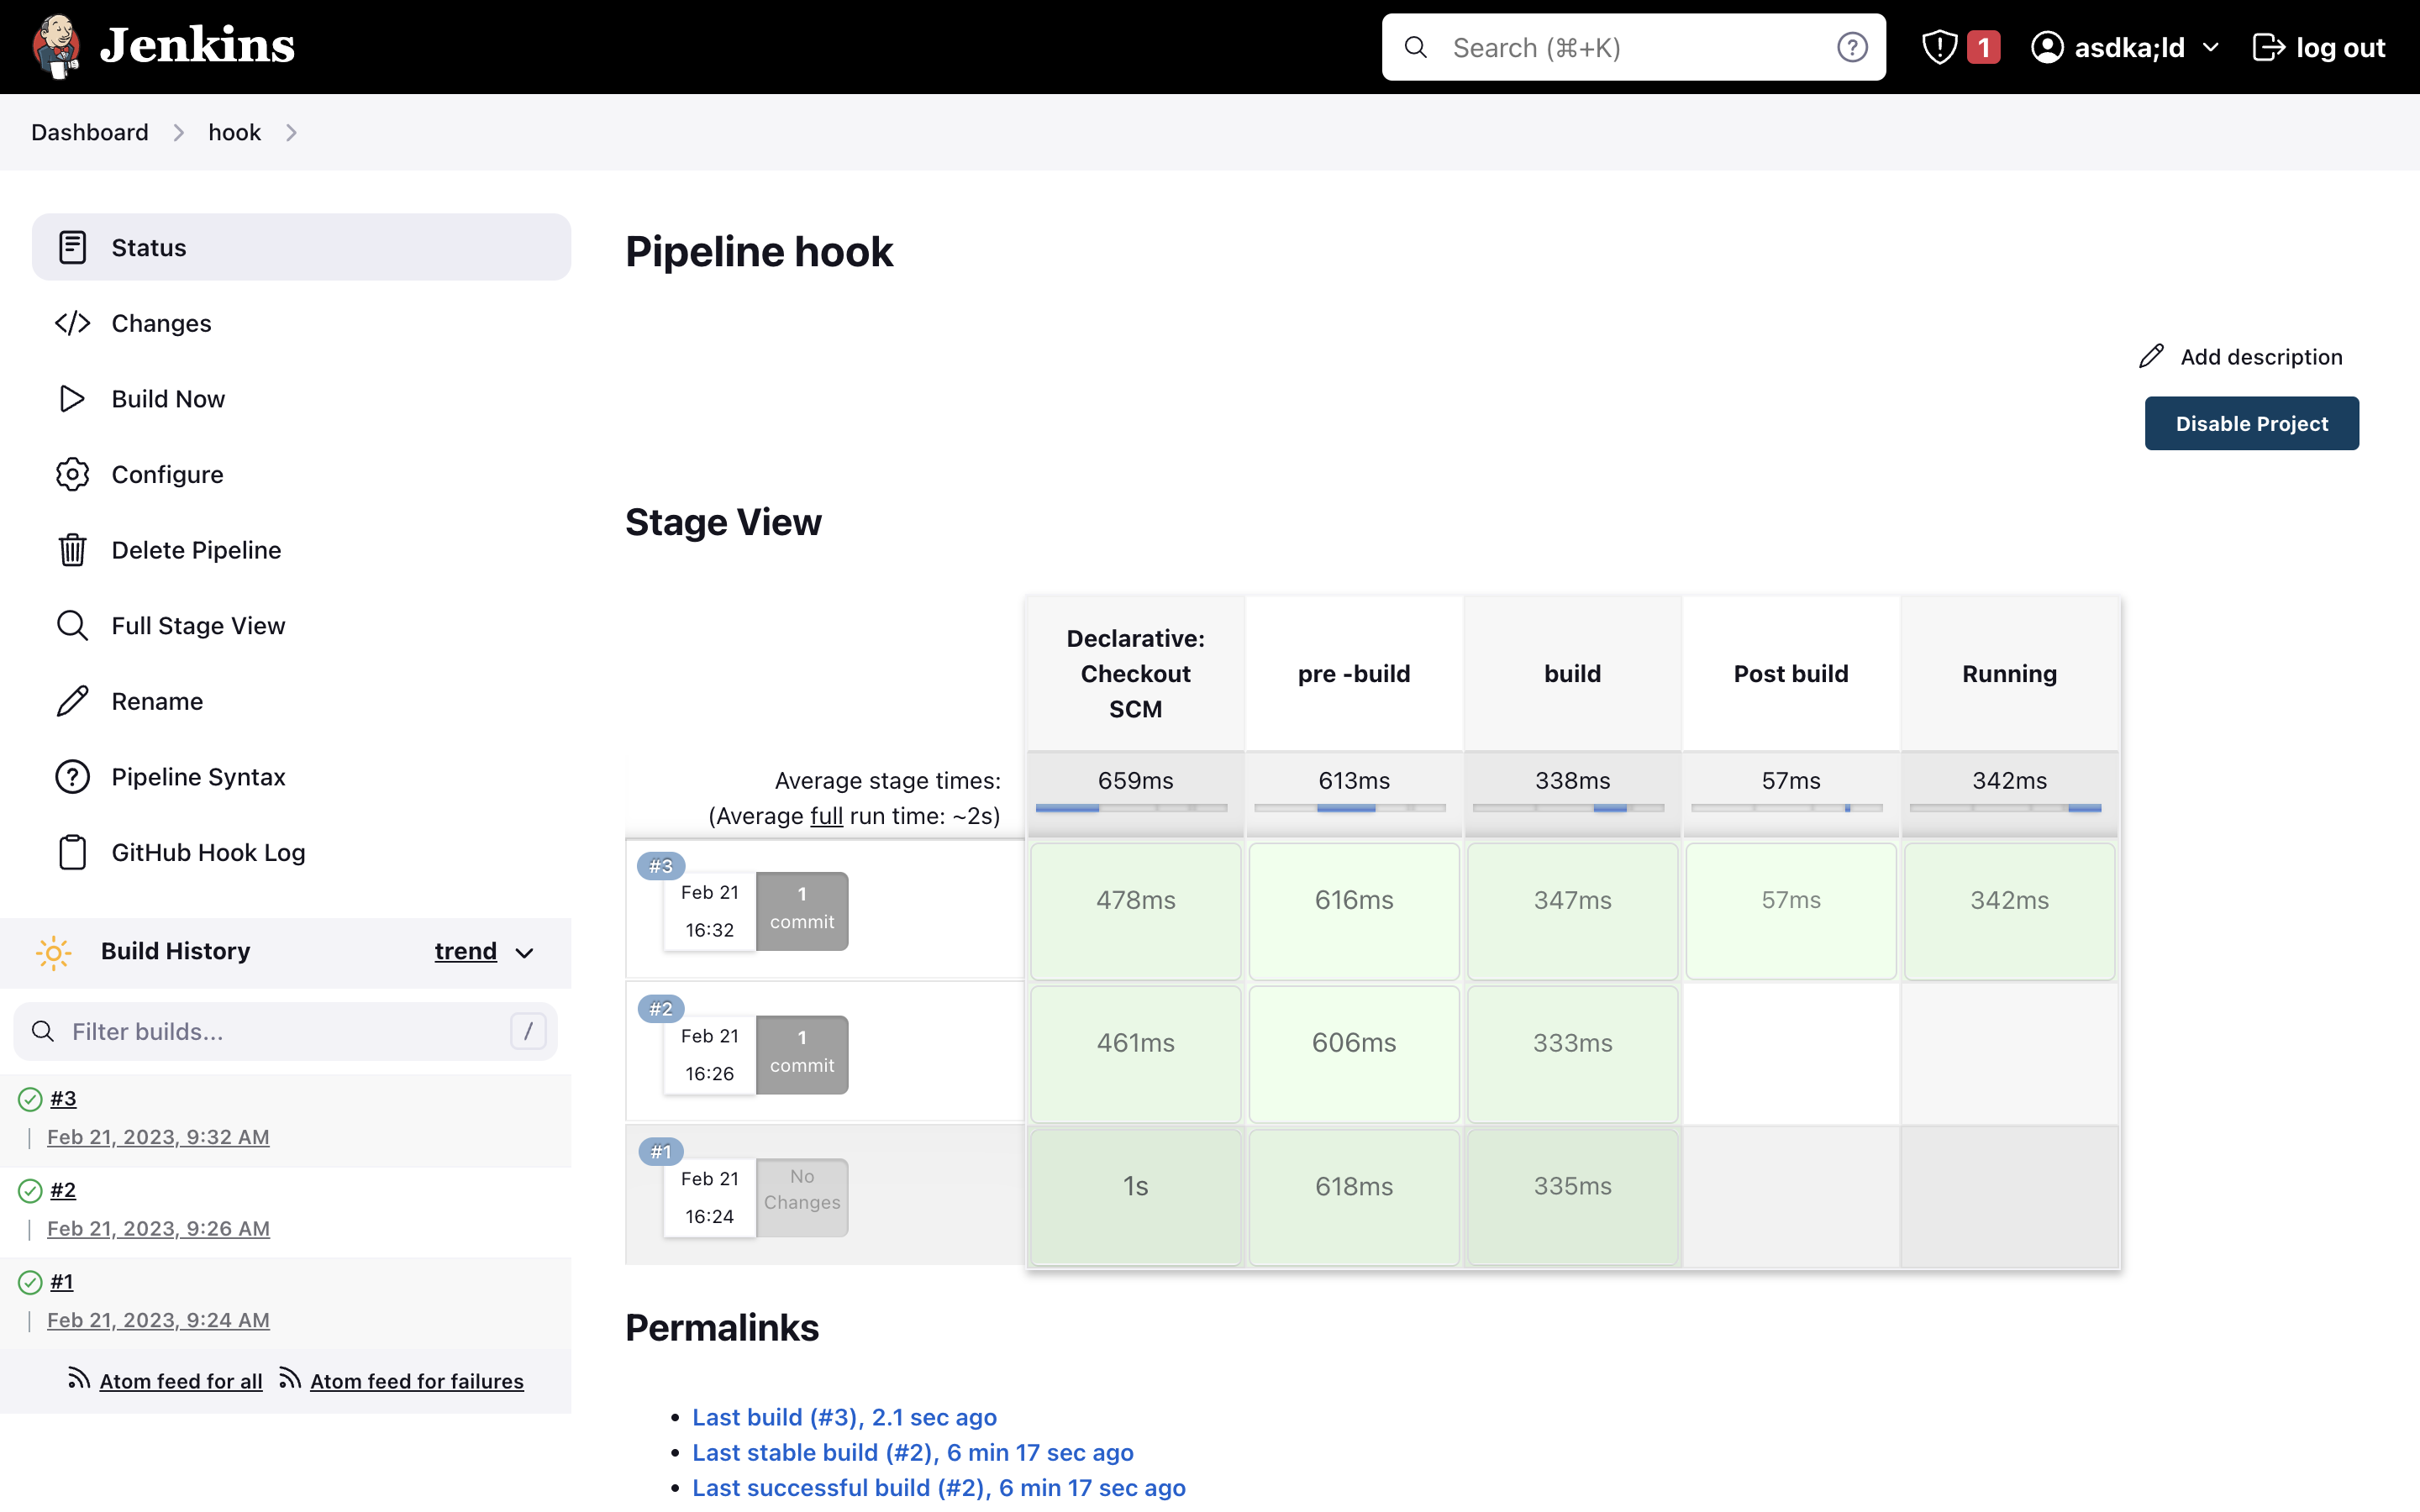 Jenkins
Search (⌘+K)
1
asdka;ld
log out
Dashboard
hook
Status
Changes
Build Now
Configure
Delete Pipeline
Full Stage View
Rename
Pipeline Syntax
GitHub Hook Log
Build History
trend
Filter builds...
/
#3
Feb 21, 2023, 9:32 AM
#2
Feb 21, 2023, 9:26 AM
#1
Feb 21, 2023, 9:24 AM
Atom feed for all
Atom feed for failures
Pipeline hook
Add description
Disable Project
Stage View
Declarative:
Checkout
SCM
pre -build
build
Post build
Running
Average stage times:
(Average full run time: ~2s)
659ms
613ms
338ms
57ms
342ms
#3
Feb 21
16:32
1
commit
478ms
616ms
347ms
57ms
342ms
#2
Feb 21
16:26
1
commit
461ms
606ms
333ms
#1
Feb 21
16:24
No
Changes
1s
618ms
335ms
Permalinks
Last build (#3), 2.1 sec ago
Last stable build (#2), 6 min 17 sec ago
Last successful build (#2), 6 min 17 sec ago